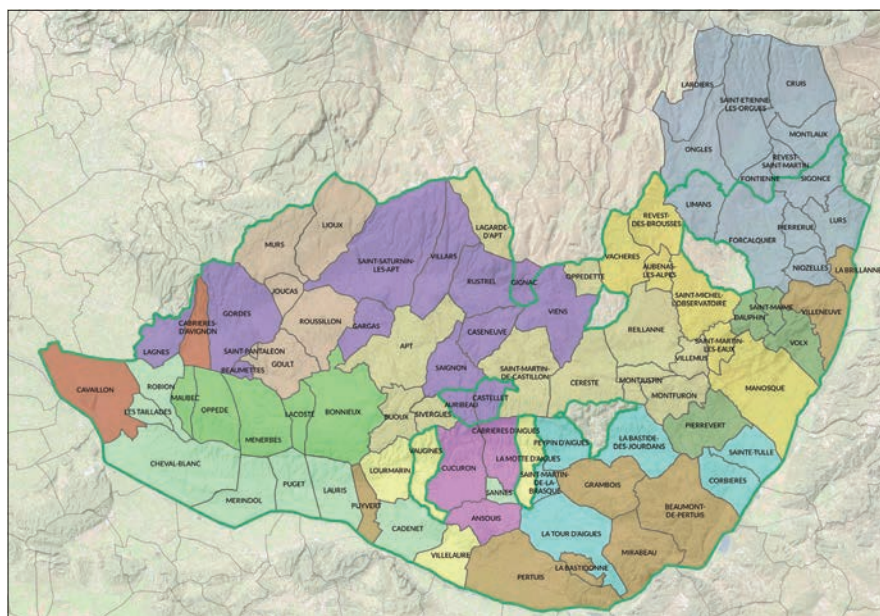 LARDIERS
CRUIS
SAINT-ETIENNE-
LES-ORGUES
MONTLAUX
ONGLES
REVEST-
SAINT-MARTIN
FONTIENNE
SIGONCE
LIMANS
LURS
REVEST-
DES-BROUSSES
FORCALQUIER
PIERRERUE
LIOUX
LAGARDE-
D'APT
MURS
SAINT-SATURNIN-
LES-APT
VILLARS
VACHERES
NIOZELLES
LA BRILLANNE
OPPEDETTE
AUBENAS-
LES-ALPES
RUSTREL
GIGNAC
JOUCAS
VIENS
SAINT-MICHEL-
L'OBSERVATOIRE
SAINT-MAIME
DAUPHIN
VILLENEUVE
GORDES
CABRIERES-
D'AVIGNON
ROUSSILLON
GARGAS
CASENEUVE
REILLANNE
SAINT-MARTIN-
LES-EAUX
VOLX
LAGNES
SAINT-PANTALEON
APT
VILLEMUS
GOULT
BEAUMETTES
SAIGNON
SAINT-MARTIN-
DE-CASTILLON
CERESTE
MONTJUSTIN
MANOSQUE
CAVAILLON
ROBION
MAUBEC
MONTFURON
LES TAILLADES
OPPEDE
LACOSTE
BONNIEUX
BUOUX
SIVERGUES
AURIBEAU
CASTELLET
MENERBES
PIERREVERT
CABRIERES D'AIGUES
PEYPIN D'AIGUES
LA BASTIDE-
DES-JOURDANS
VAUGINES
SAINTE-TULLE
CHEVAL-BLANC
LOURMARIN
CUCURON
LA MOTTE D'AIGUES
SAINT-MARTIN-
DE-LA-
BRASQUE
CORBIERES
GRAMBOIS
PUGET
LAURIS
SANNES
MERINDOL
PUYVERT
ANSOUIS
BEAUMONT-
DE-PERTUIS
CADENET
LA TOUR D'AIGUES
VILLELAURE
MIRABEAU
LA BASTIDONNE
PERTUIS